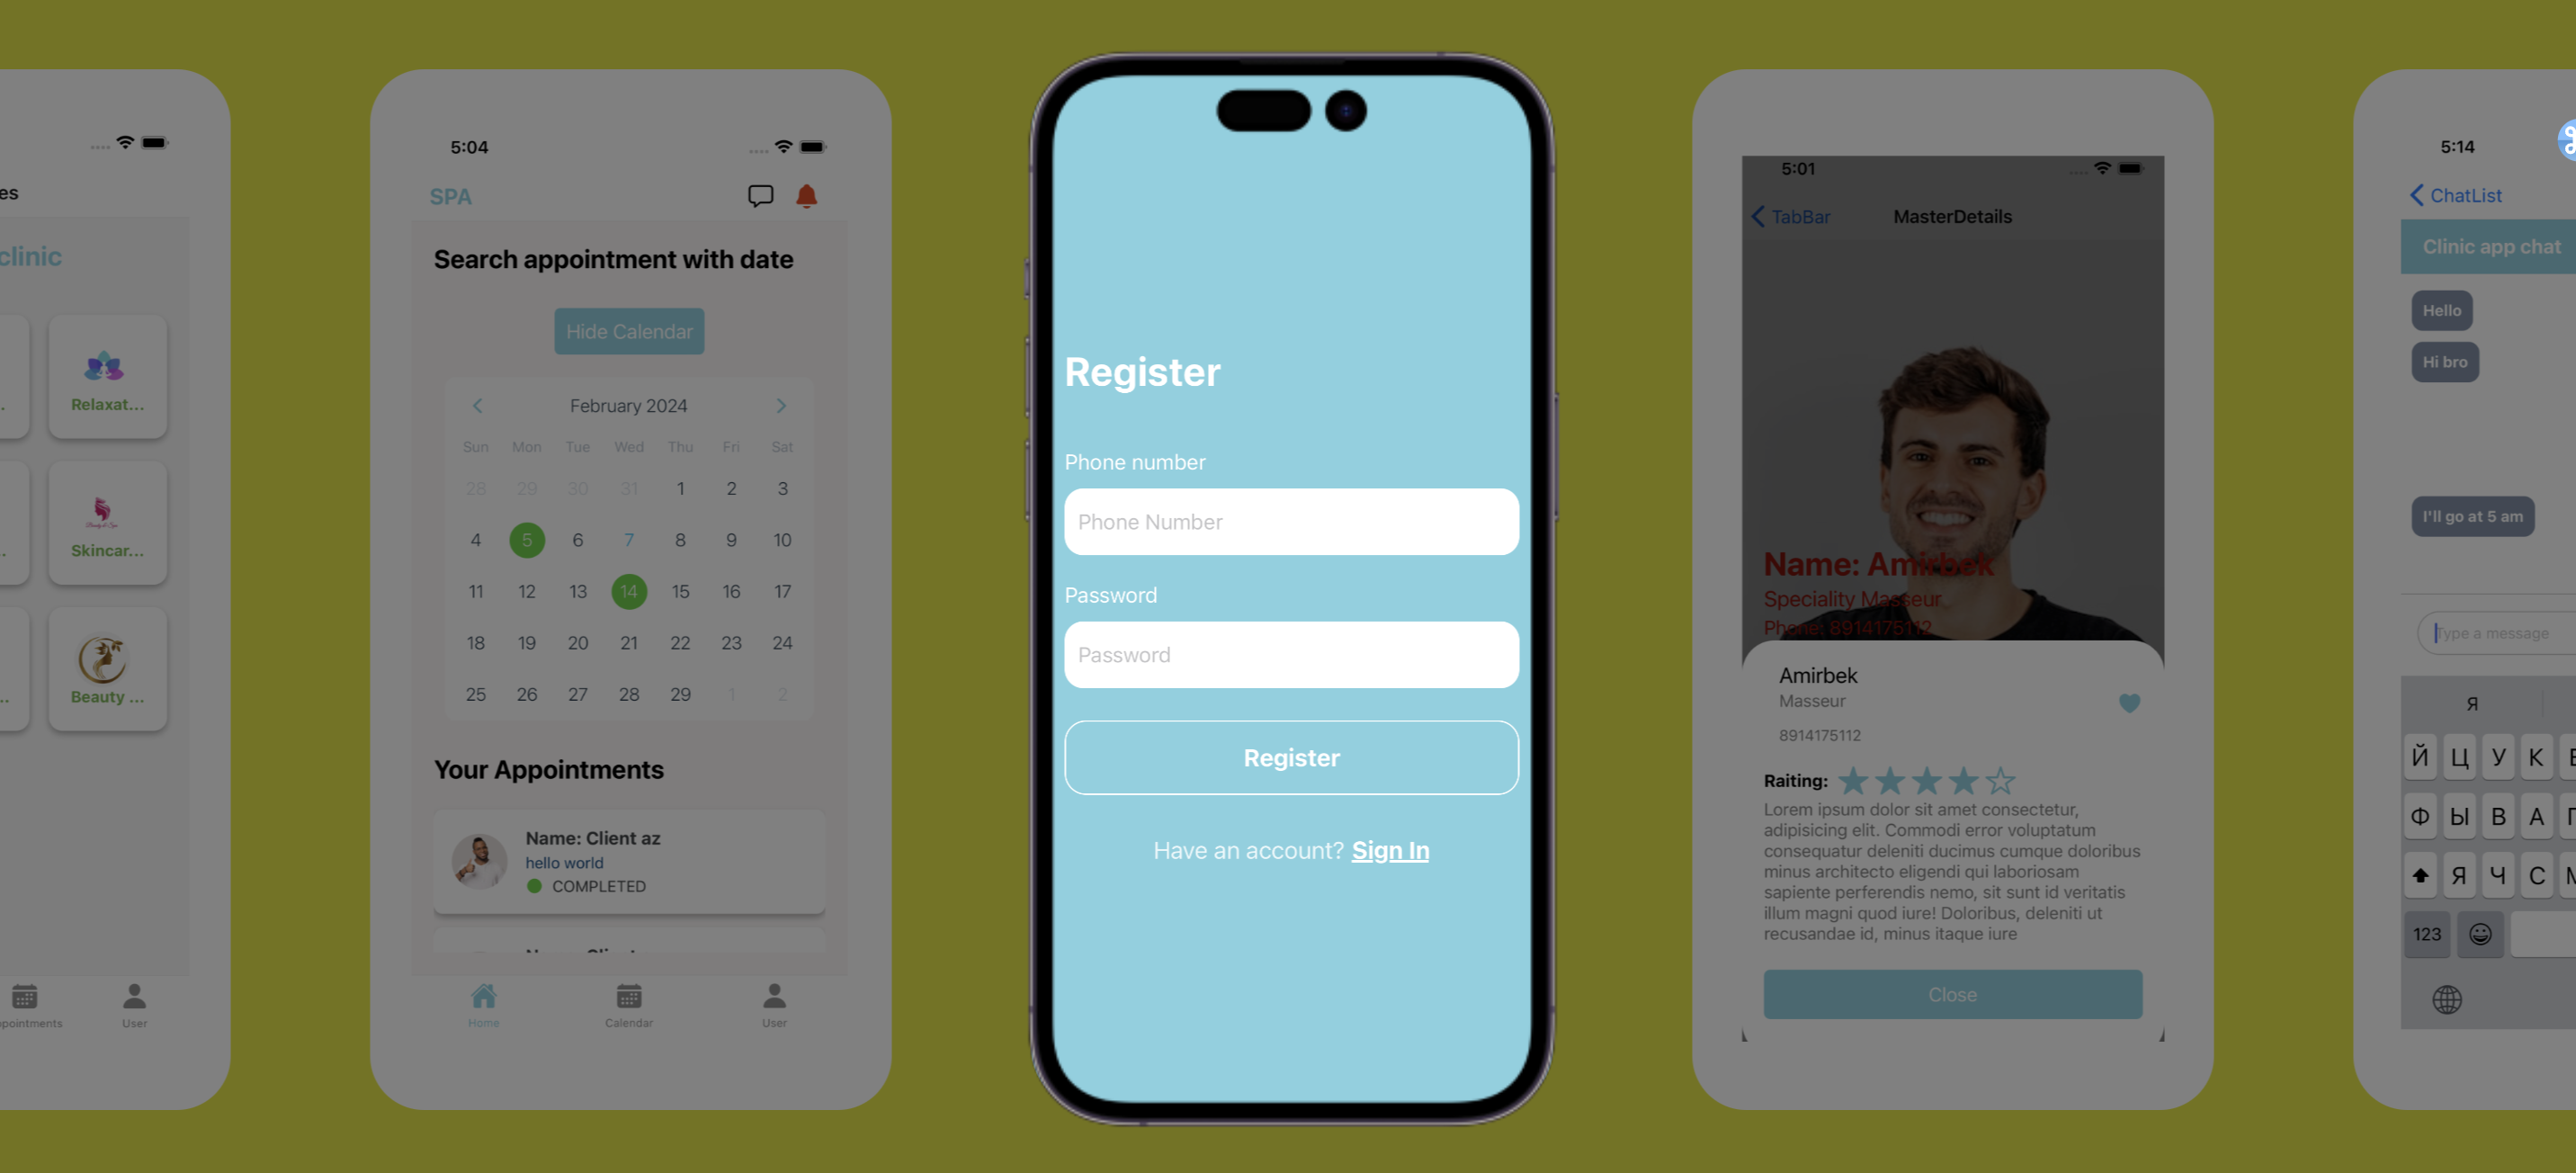 es
clinic
Relaxat...
Skincar...
Beauty ...
pointments
User
5:04
SPA
Search appointment with date
Hide Calendar
February 2024
Sun Mon Tue Wed Thu Fri Sat
28 29 30 31 1 2 3
4 5 6 7 8 9 10
11 12 13 14 15 16 17
18 19 20 21 22 23 24
25 26 27 28 29 1 2
Your Appointments
Name: Client az
hello world
COMPLETED
Home
Calendar
User
Register
Phone number
Phone Number
Password
Password
Register
Have an account? Sign In
5:01
TabBar
MasterDetails
Name: Amirbek
Speciality Masseur
Phone: 8914175112
Amirbek
Masseur
8914175112
Raiting:
Lorem ipsum dolor sit amet consectetur,
adipisicing elit. Commodi error voluptatum
consequatur deleniti ducimus cumque doloribus
minus architecto eligendi qui laboriosam
sapiente perferendis nemo, sit sunt id veritatis
illum magni quod iure! Doloribus, deleniti ut
recusandae id, minus itaque iure
Close
5:14
ChatList
Clinic app chat
Hello
Hi bro
I'll go at 5 am
Type a message
я
Й Ц У К
Ф Ы В А
Я Ч С
123